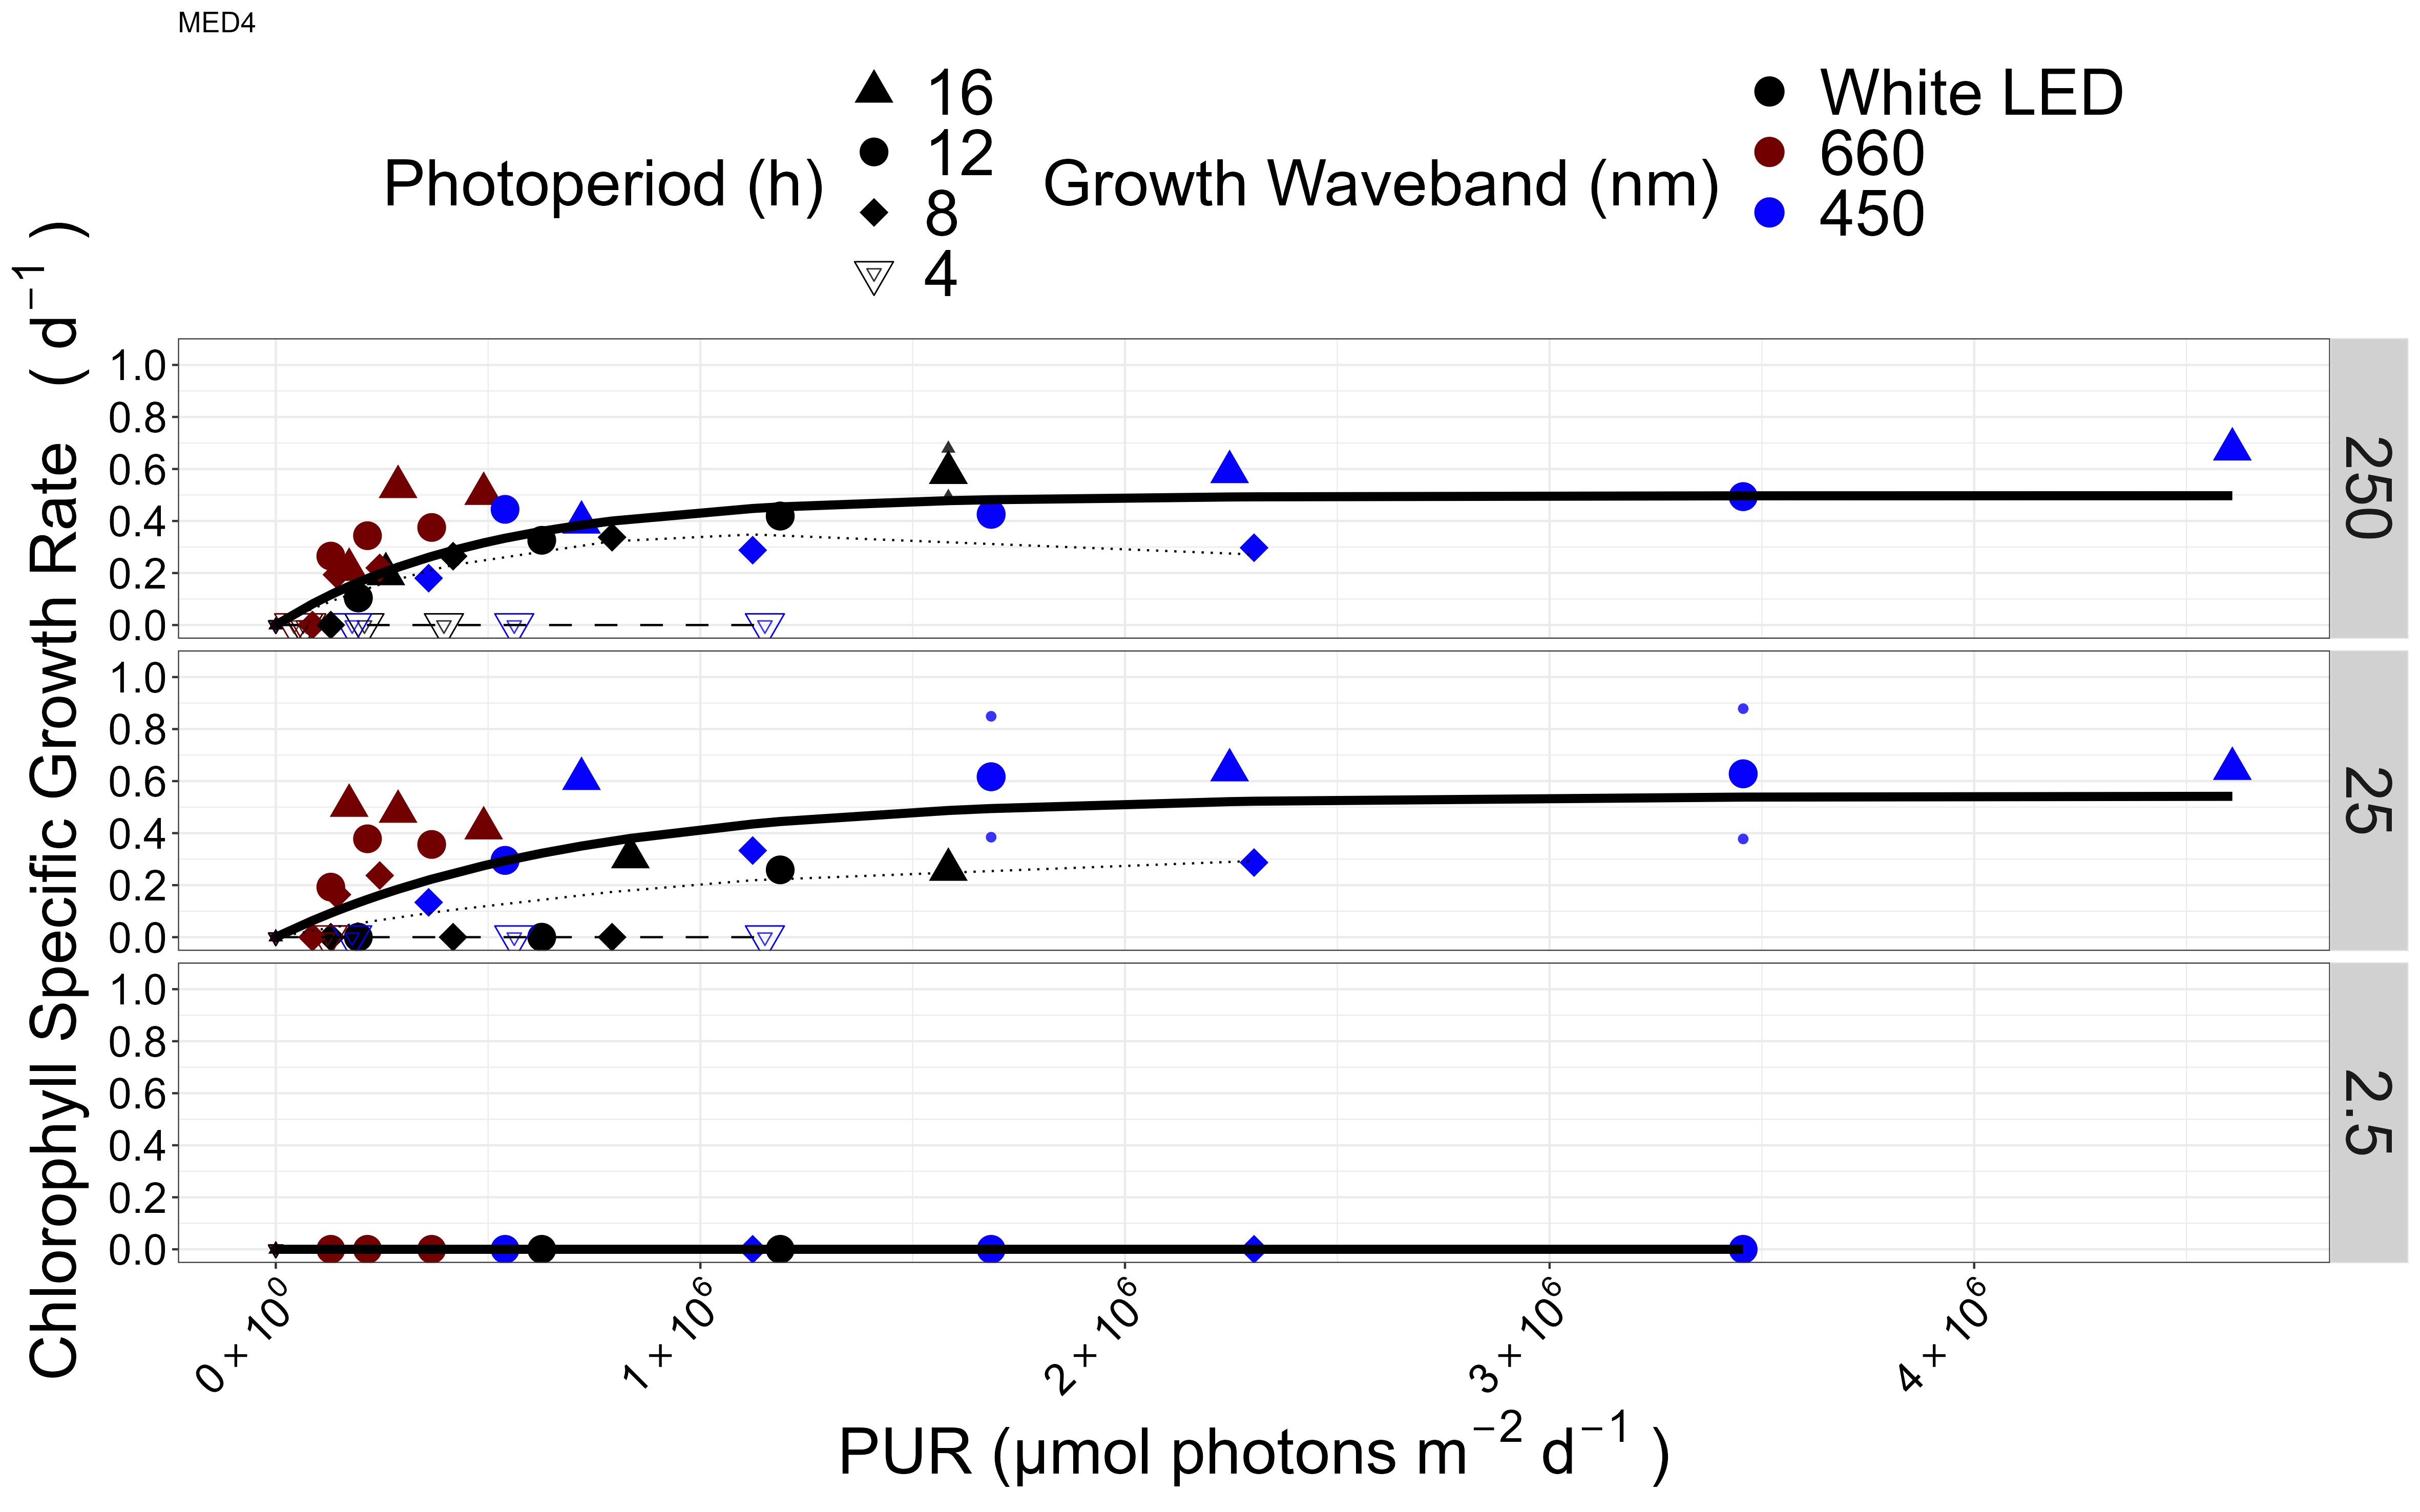 MED4
Photoperiod (h)
16
12
8
4
Growth Waveband (nm)
White LED
660
450
Chlorophyll Specific Growth Rate ( d⁻¹ )
1.0
0.8
0.6
0.4
0.2
0.0
250
1.0
0.8
0.6
0.4
0.2
0.0
25
1.0
0.8
0.6
0.4
0.2
0.0
2.5
0 × 10⁰
1 × 10⁶
2 × 10⁶
3 × 10⁶
4 × 10⁶
PUR (µmol photons m⁻² d⁻¹ )